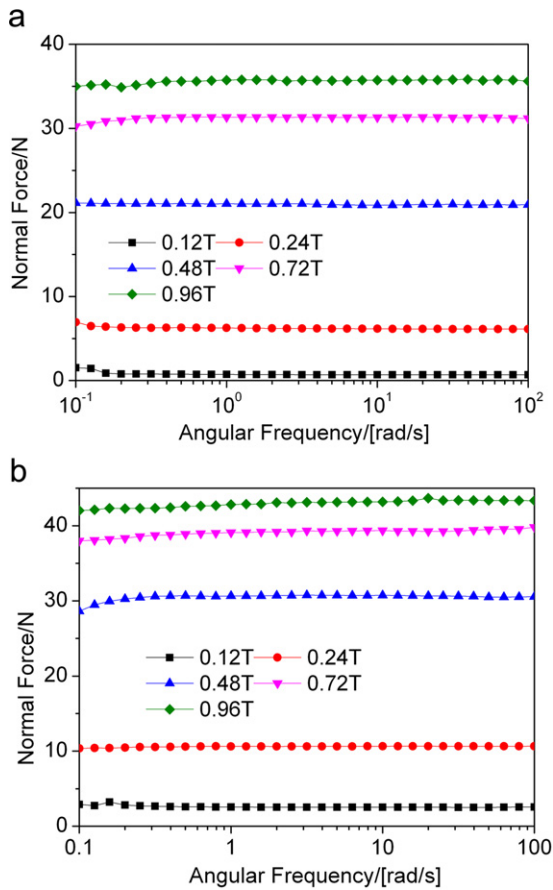 a
40
30
20
10
0
Normal Force/N
0.12T 0.24T
0.48T 0.72T
0.96T
10⁻¹ 10⁰ 10¹ 10²
Angular Frequency/[rad/s]
b
40
30
20
10
0
Normal Force/N
0.12T 0.24T
0.48T 0.72T
0.96T
0.1 1 10 100
Angular Frequency/[rad/s]